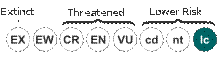 Extinct Threatened Lower Risk
EX EW CR EN VU cd nt lc